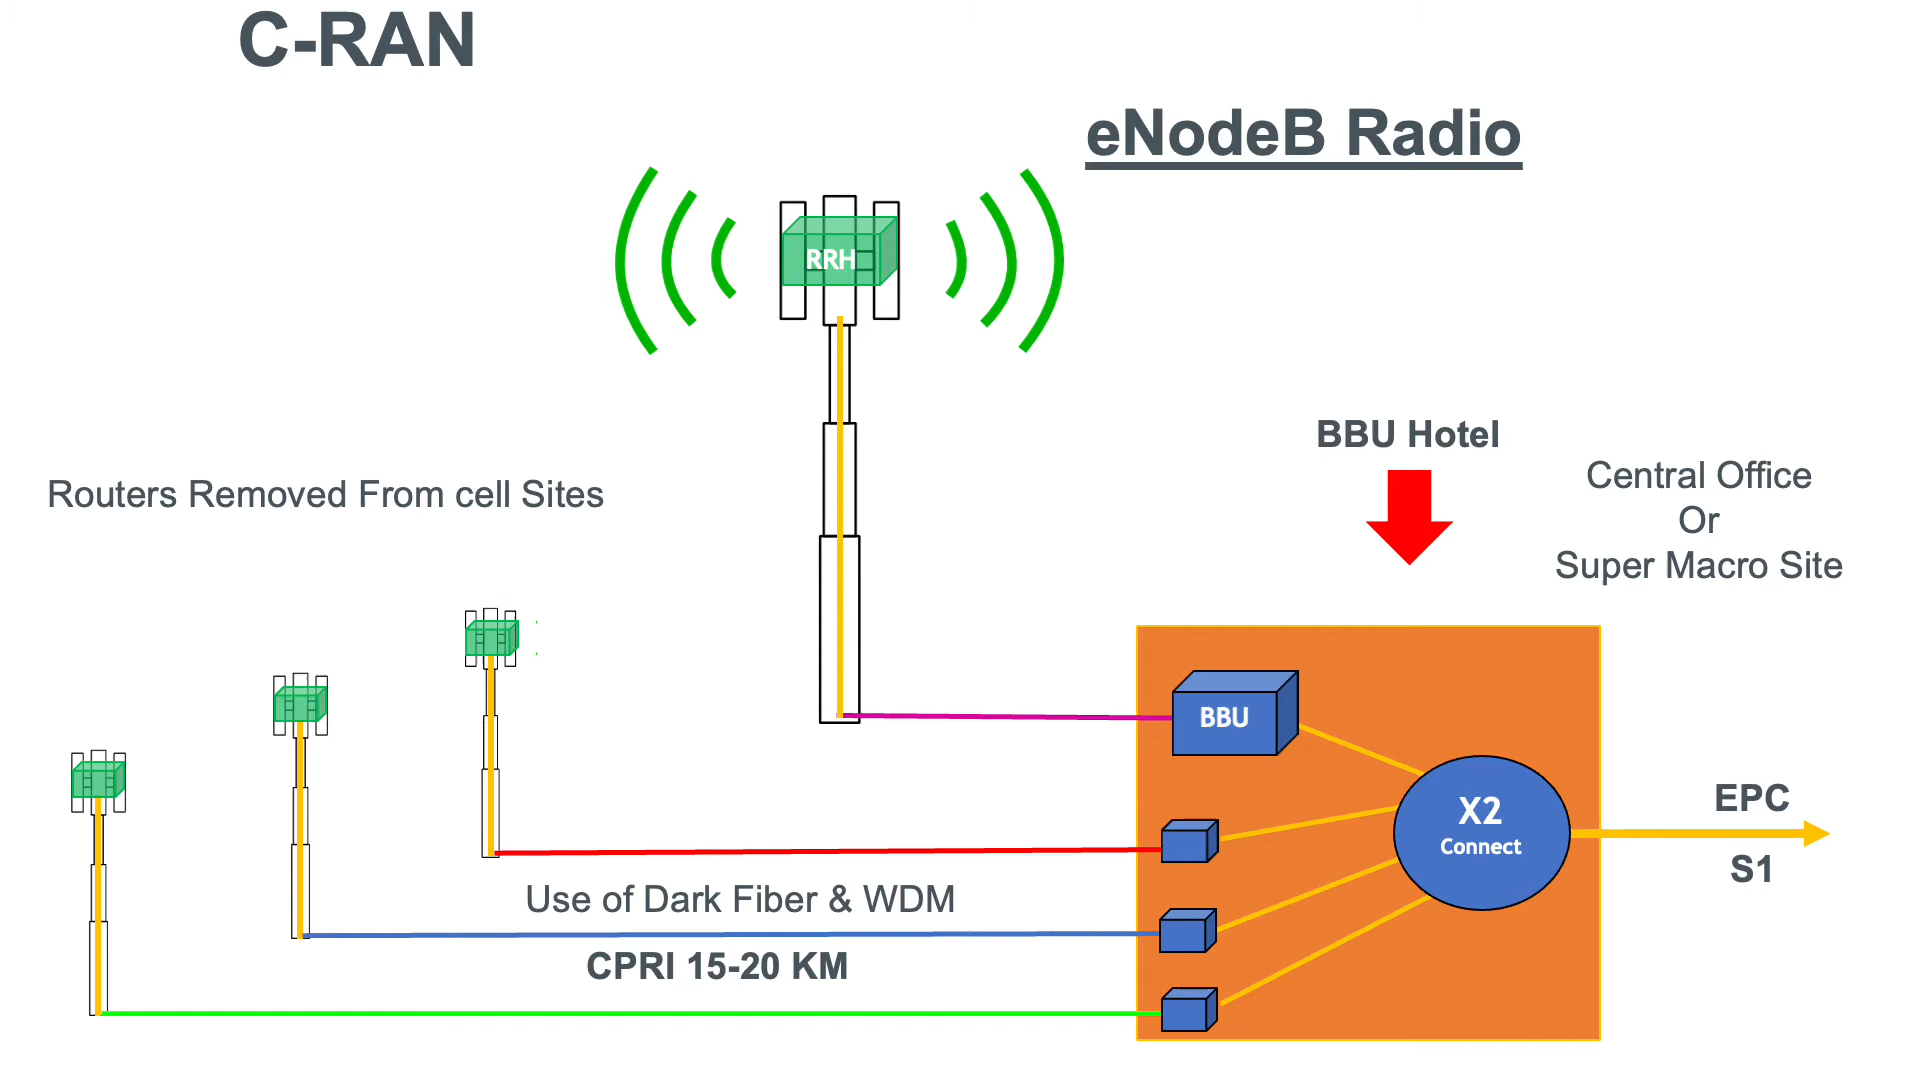 C-RAN
eNodeB Radio
RRH
BBU Hotel
Central Office
Or
Super Macro Site
Routers Removed From cell Sites
BBU
X2
Connect
EPC
S1
Use of Dark Fiber & WDM
CPRI 15-20 KM